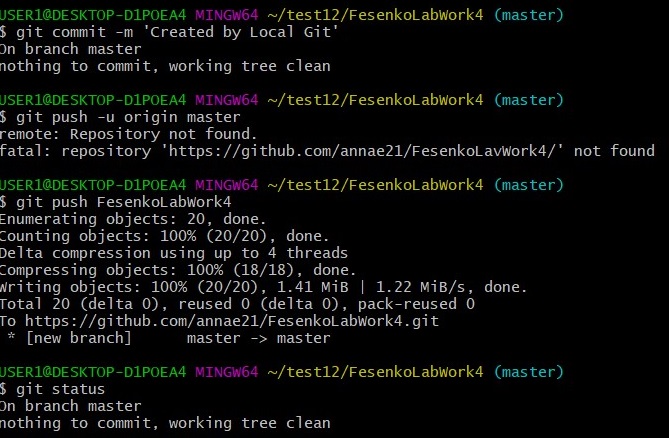 USER1@DESKTOP-D1POEA4 MINGW64 ~/test12/FesenkoLabWork4 (master)
$ git commit -m 'Created by Local Git'
On branch master
nothing to commit, working tree clean
USER1@DESKTOP-D1POEA4 MINGW64 ~/test12/FesenkoLabWork4 (master)
$ git push -u origin master
remote: Repository not found.
fatal: repository 'https://github.com/annae21/FesenkoLavWork4/' not found
USER1@DESKTOP-D1POEA4 MINGW64 ~/test12/FesenkoLabWork4 (master)
$ git push FesenkoLabWork4
Enumerating objects: 20, done.
Counting objects: 100% (20/20), done.
Delta compression using up to 4 threads
Compressing objects: 100% (18/18), done.
Writing objects: 100% (20/20), 1.41 MiB | 1.22 MiB/s, done.
Total 20 (delta 0), reused 0 (delta 0), pack-reused 0
To https://github.com/annae21/FesenkoLabWork4.git
 * [new branch]      master -> master
USER1@DESKTOP-D1POEA4 MINGW64 ~/test12/FesenkoLabWork4 (master)
$ git status
On branch master
nothing to commit, working tree clean